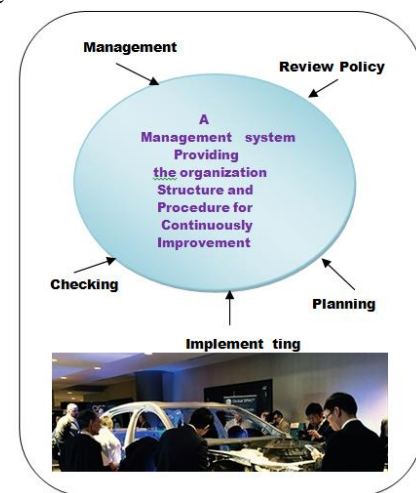 Management
Review Policy
A
Management system
Providing
the organization
Structure and
Procedure for
Continuously
Improvement
Checking
Planning
Implement ting